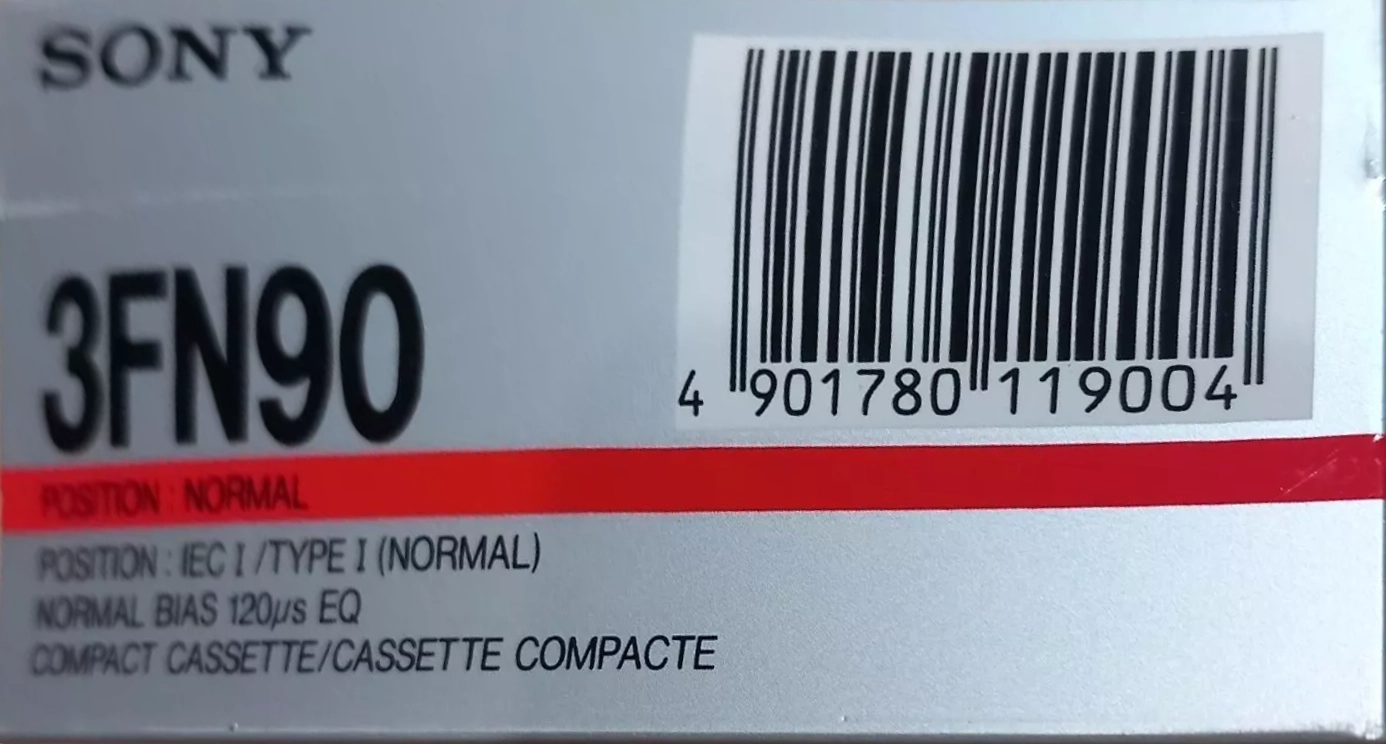 SONY
3FN90
4 901780 119004
POSITION : NORMAL
POSITION : IEC I / TYPE I (NORMAL)
NORMAL BIAS 120µs EQ
COMPACT CASSETTE/CASSETTE COMPACTE